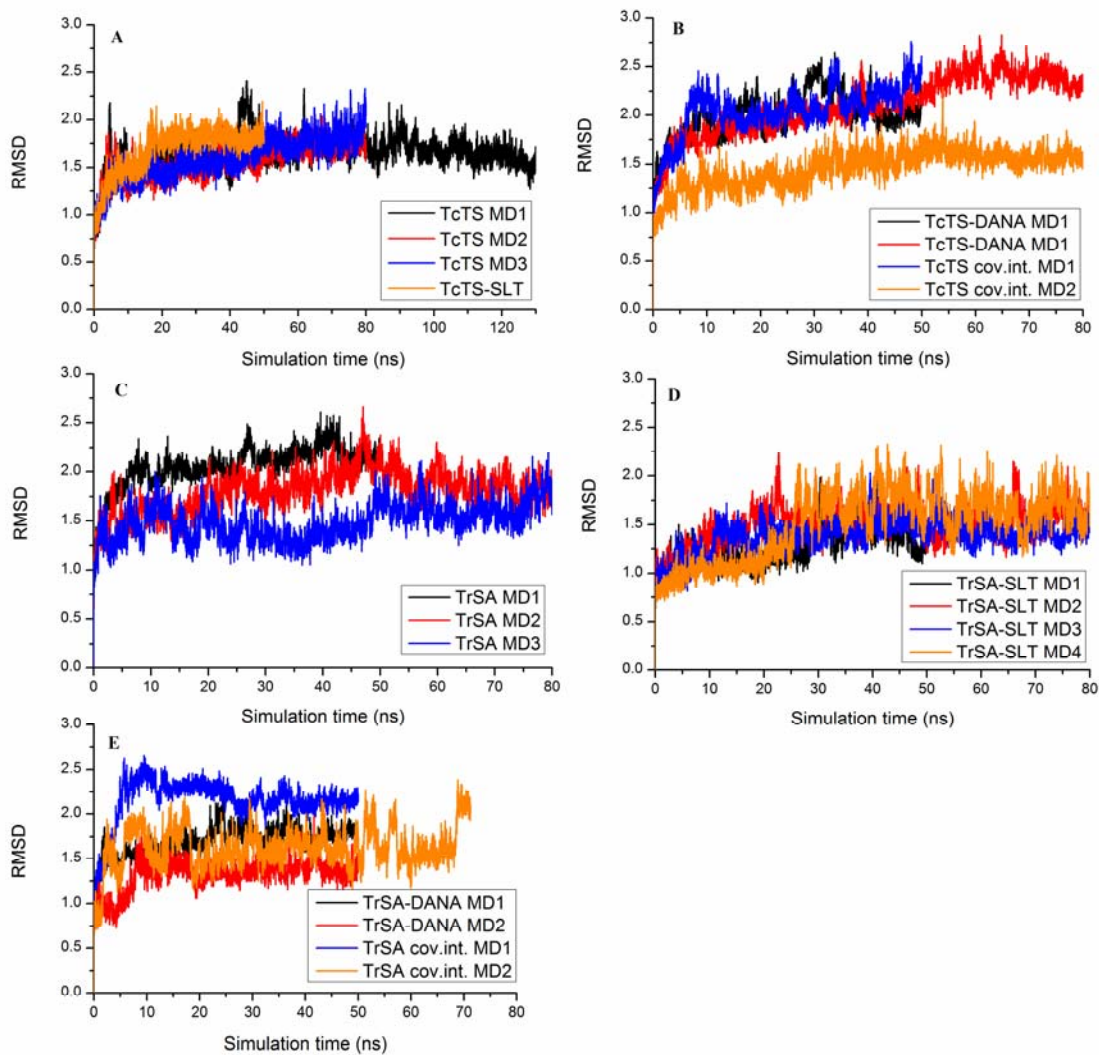 A
RMSD
3.0
2.5
2.0
1.5
1.0
0.5
0.0
TcTS MD1
TcTS MD2
TcTS MD3
TcTS-SLT
0 20 40 60 80 100 120
Simulation time (ns)
B
RMSD
3.0
2.5
2.0
1.5
1.0
0.5
0.0
TcTS-DANA MD1
TcTS-DANA MD1
TcTS cov.int. MD1
TcTS cov.int. MD2
0 10 20 30 40 50 60 70 80
Simulation time (ns)
C
RMSD
3.0
2.5
2.0
1.5
1.0
0.5
0.0
TrSA MD1
TrSA MD2
TrSA MD3
0 10 20 30 40 50 60 70 80
Simulation time (ns)
D
RMSD
3.0
2.5
2.0
1.5
1.0
0.5
0.0
TrSA-SLT MD1
TrSA-SLT MD2
TrSA-SLT MD3
TrSA-SLT MD4
0 10 20 30 40 50 60 70 80
Simulation time (ns)
E
RMSD
3.0
2.5
2.0
1.5
1.0
0.5
0.0
TrSA-DANA MD1
TrSA-DANA MD2
TrSA cov.int. MD1
TrSA cov.int. MD2
0 10 20 30 40 50 60 70 80
Simulation time (ns)